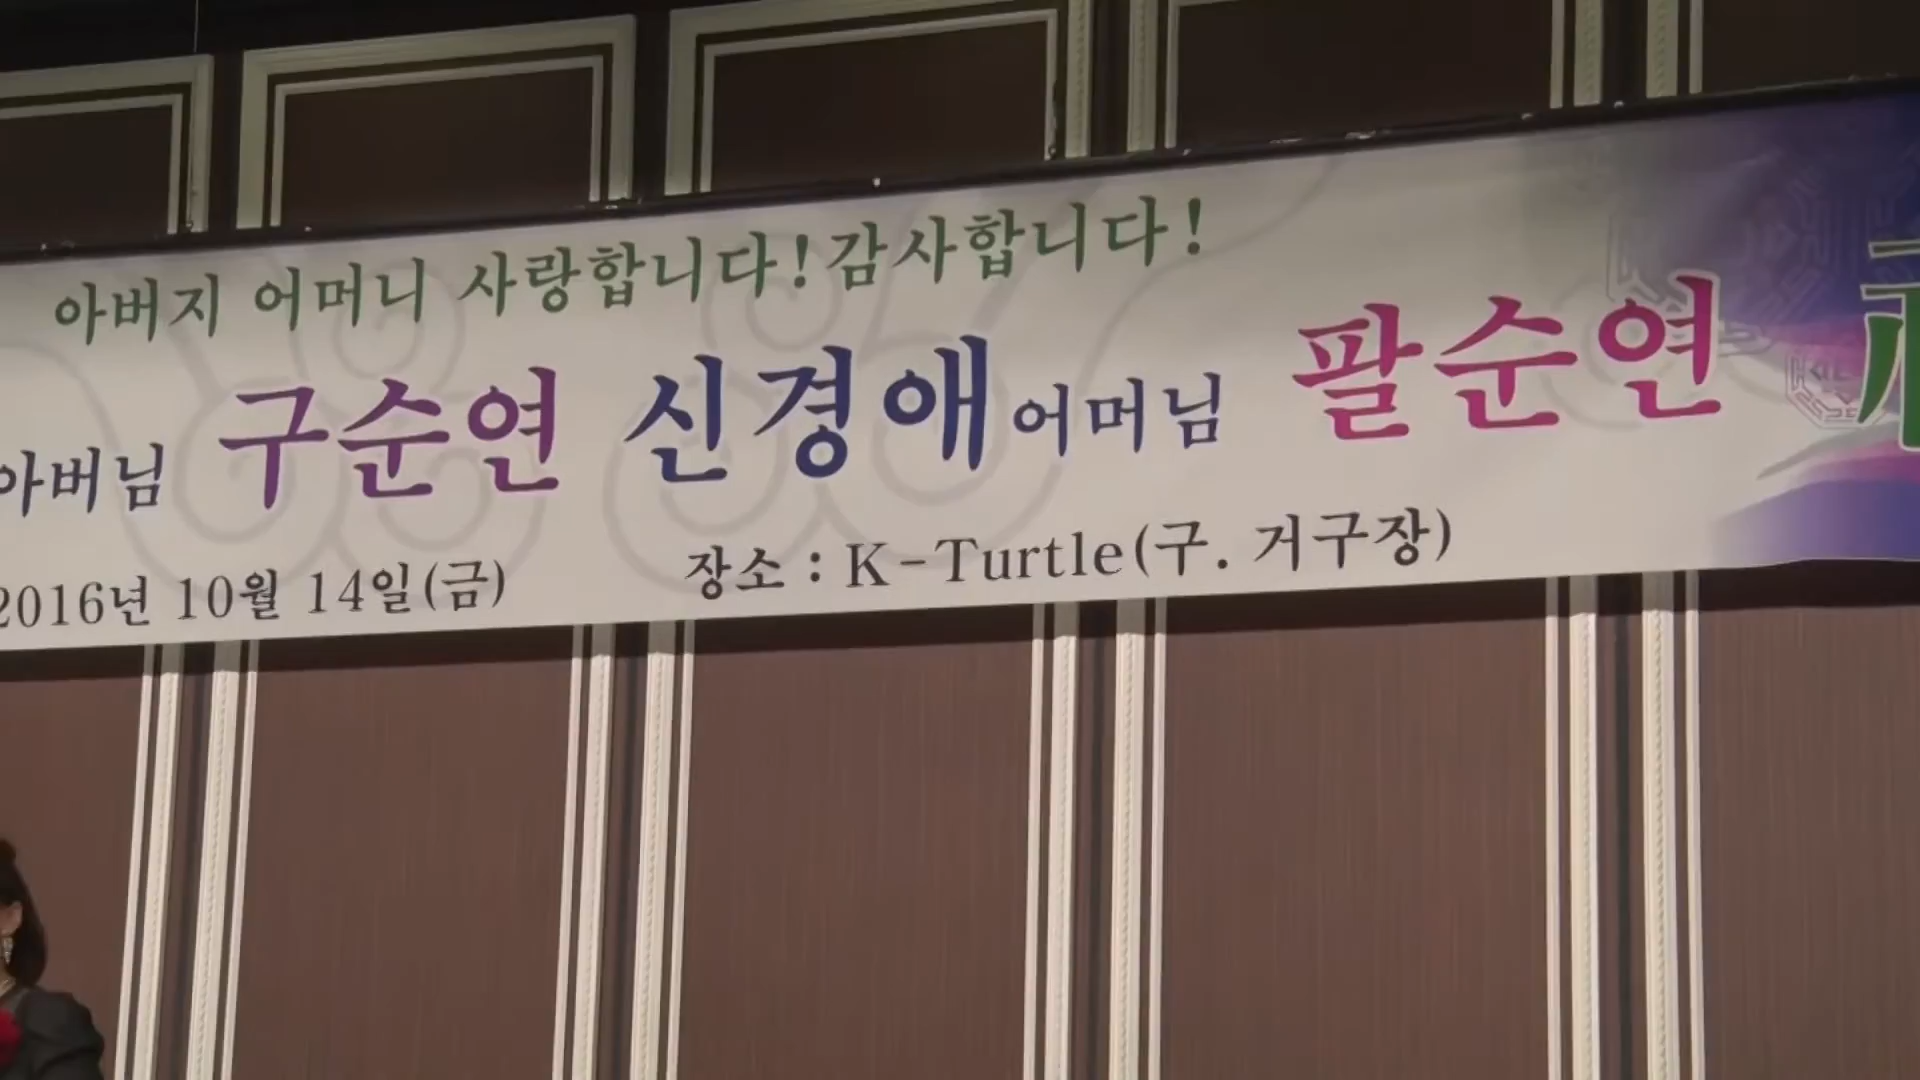 아버지 어머니 사랑합니다! 감사합니다!
아버님 구순연 신경애 어머님 팔순연
2016년 10월 14일(금) 장소 : K-Turtle(구. 거구장)